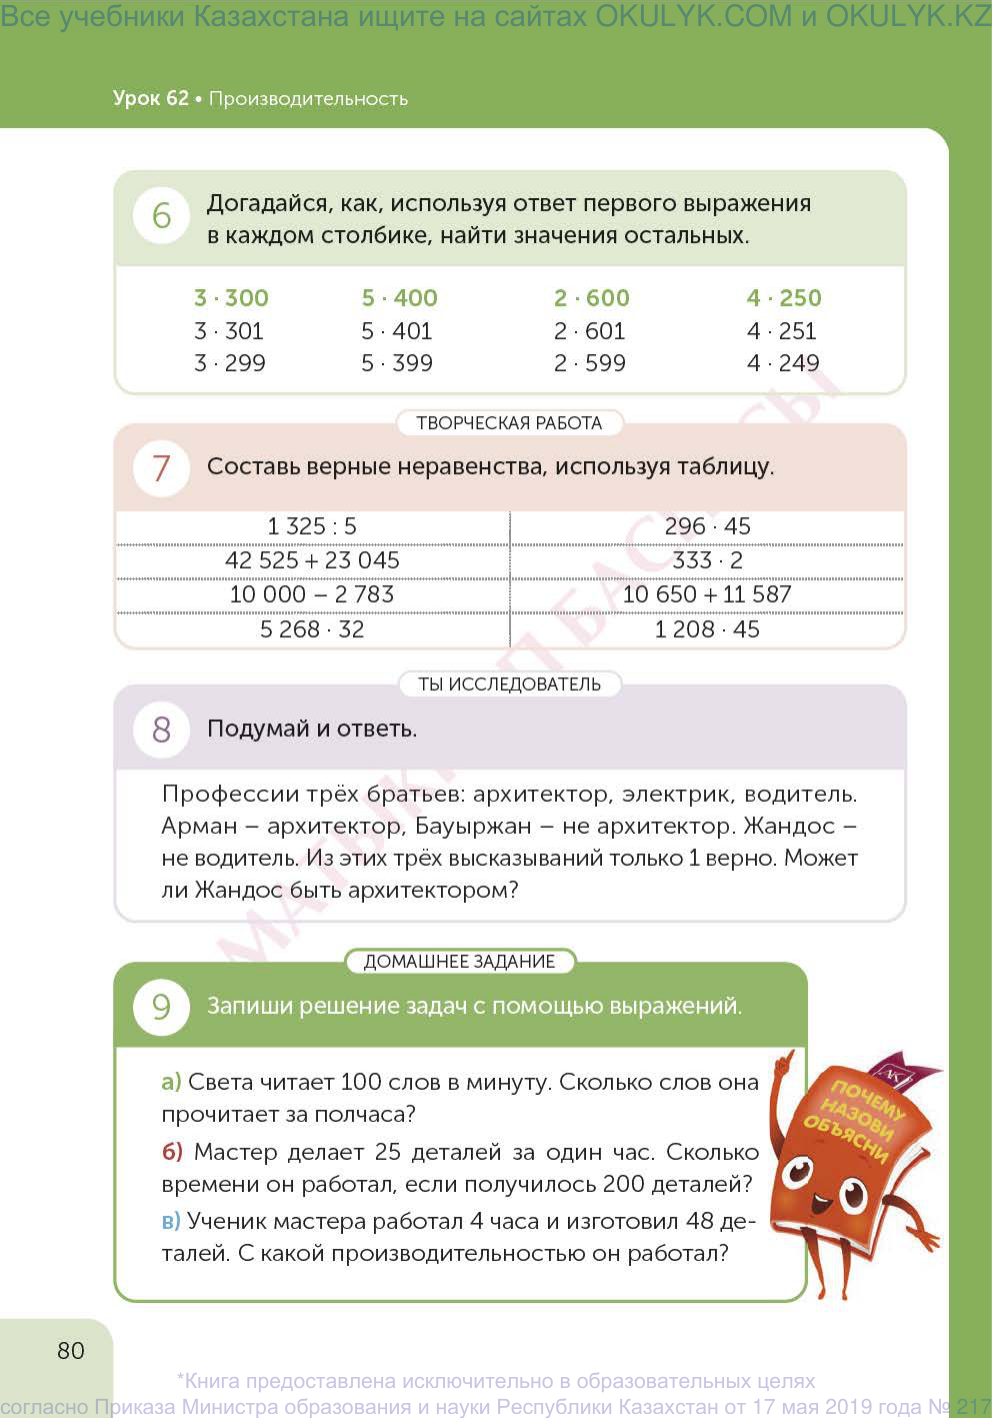 Все учебники Казахстана ищите на сайтах OKULYK.COM и OKULYK.KZ
Урок 62 • Производительность
6
Догадайся, как, используя ответ первого выражения
в каждом столбике, найти значения остальных.
3 · 300 5 · 400 2 · 600 4 · 250
3 · 301 5 · 401 2 · 601 4 · 251
3 · 299 5 · 399 2 · 599 4 · 249
ТВОРЧЕСКАЯ РАБОТА
7
Составь верные неравенства, используя таблицу.
1 325 : 5 296 · 45
42 525 + 23 045 333 · 2
10 000 – 2 783 10 650 + 11 587
5 268 · 32 1 208 · 45
ТЫ ИССЛЕДОВАТЕЛЬ
8
Подумай и ответь.
Профессии трёх братьев: архитектор, электрик, водитель.
Арман – архитектор, Бауыржан – не архитектор. Жандос –
не водитель. Из этих трёх высказываний только 1 верно. Может
ли Жандос быть архитектором?
ДОМАШНЕЕ ЗАДАНИЕ
9
Запиши решение задач с помощью выражений.
а) Света читает 100 слов в минуту. Сколько слов она
прочитает за полчаса?
б) Мастер делает 25 деталей за один час. Сколько
времени он работал, если получилось 200 деталей?
в) Ученик мастера работал 4 часа и изготовил 48 де-
талей. С какой производительностью он работал?
АК
ПОЧЕМУ
НАЗОВИ
ОБЪЯСНИ
80
*Книга предоставлена исключительно в образовательных целях
согласно Приказа Министра образования и науки Республики Казахстан от 17 мая 2019 года № 217